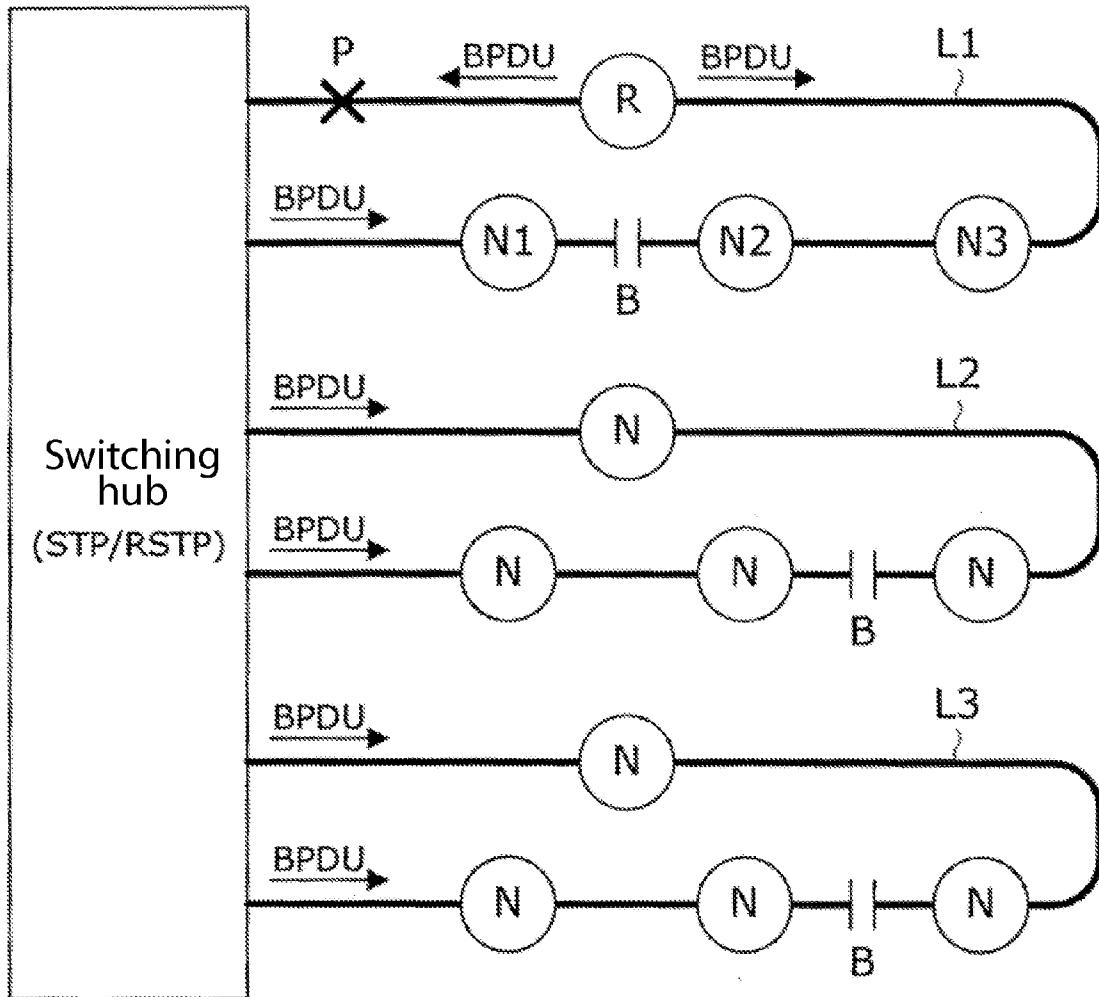 P
BPDU
BPDU
L1
R
BPDU
N1
N2
N3
B
BPDU
L2
N
Switching
hub
(STP/RSTP)
BPDU
N
N
N
B
BPDU
L3
N
BPDU
N
N
N
B